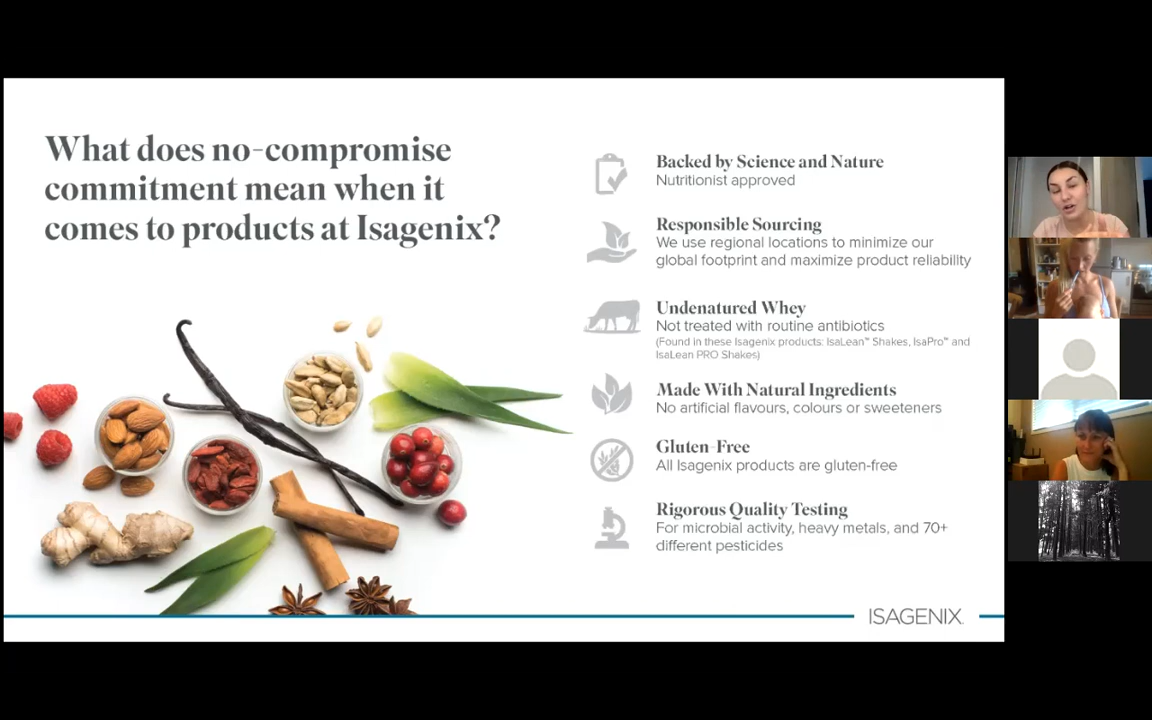 What does no-compromise
commitment mean when it
comes to products at Isagenix?
Backed by Science and Nature
Nutritionist approved
Responsible Sourcing
We use regional locations to minimize our
global footprint and maximize product reliability
Undenatured Whey
Not treated with routine antibiotics
(Found in these Isagenix products: IsaLean™ Shakes, IsaPro™ and
IsaLean PRO Shakes)
Made With Natural Ingredients
No artificial flavours, colours or sweeteners
Gluten-Free
All Isagenix products are gluten-free
Rigorous Quality Testing
For microbial activity, heavy metals, and 70+
different pesticides
ISAGENIX.